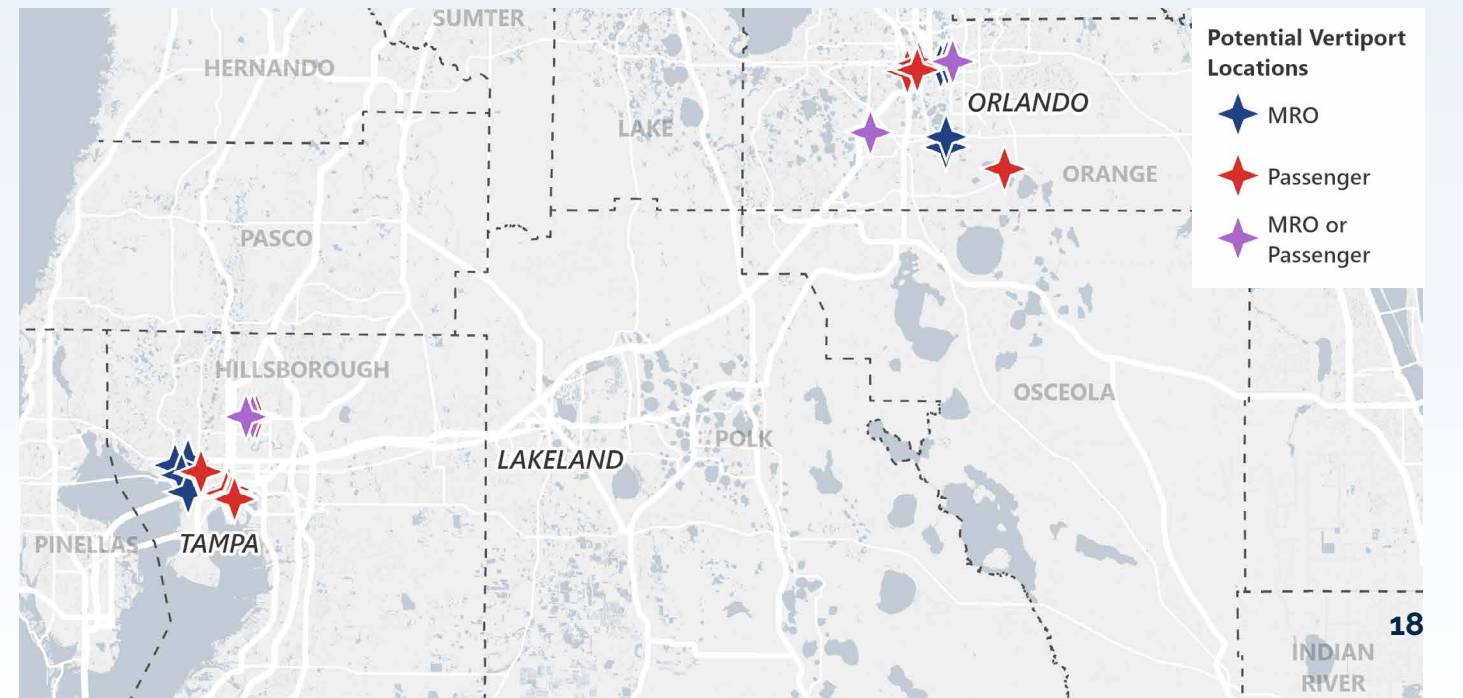 SUMTER
HERNANDO
LAKE
ORLANDO
ORANGE
PASCO
HILLSBOROUGH
OSCEOLA
POLK
LAKELAND
PINELLAS
TAMPA
INDIAN
RIVER
Potential Vertiport
Locations
MRO
Passenger
MRO or
Passenger
18